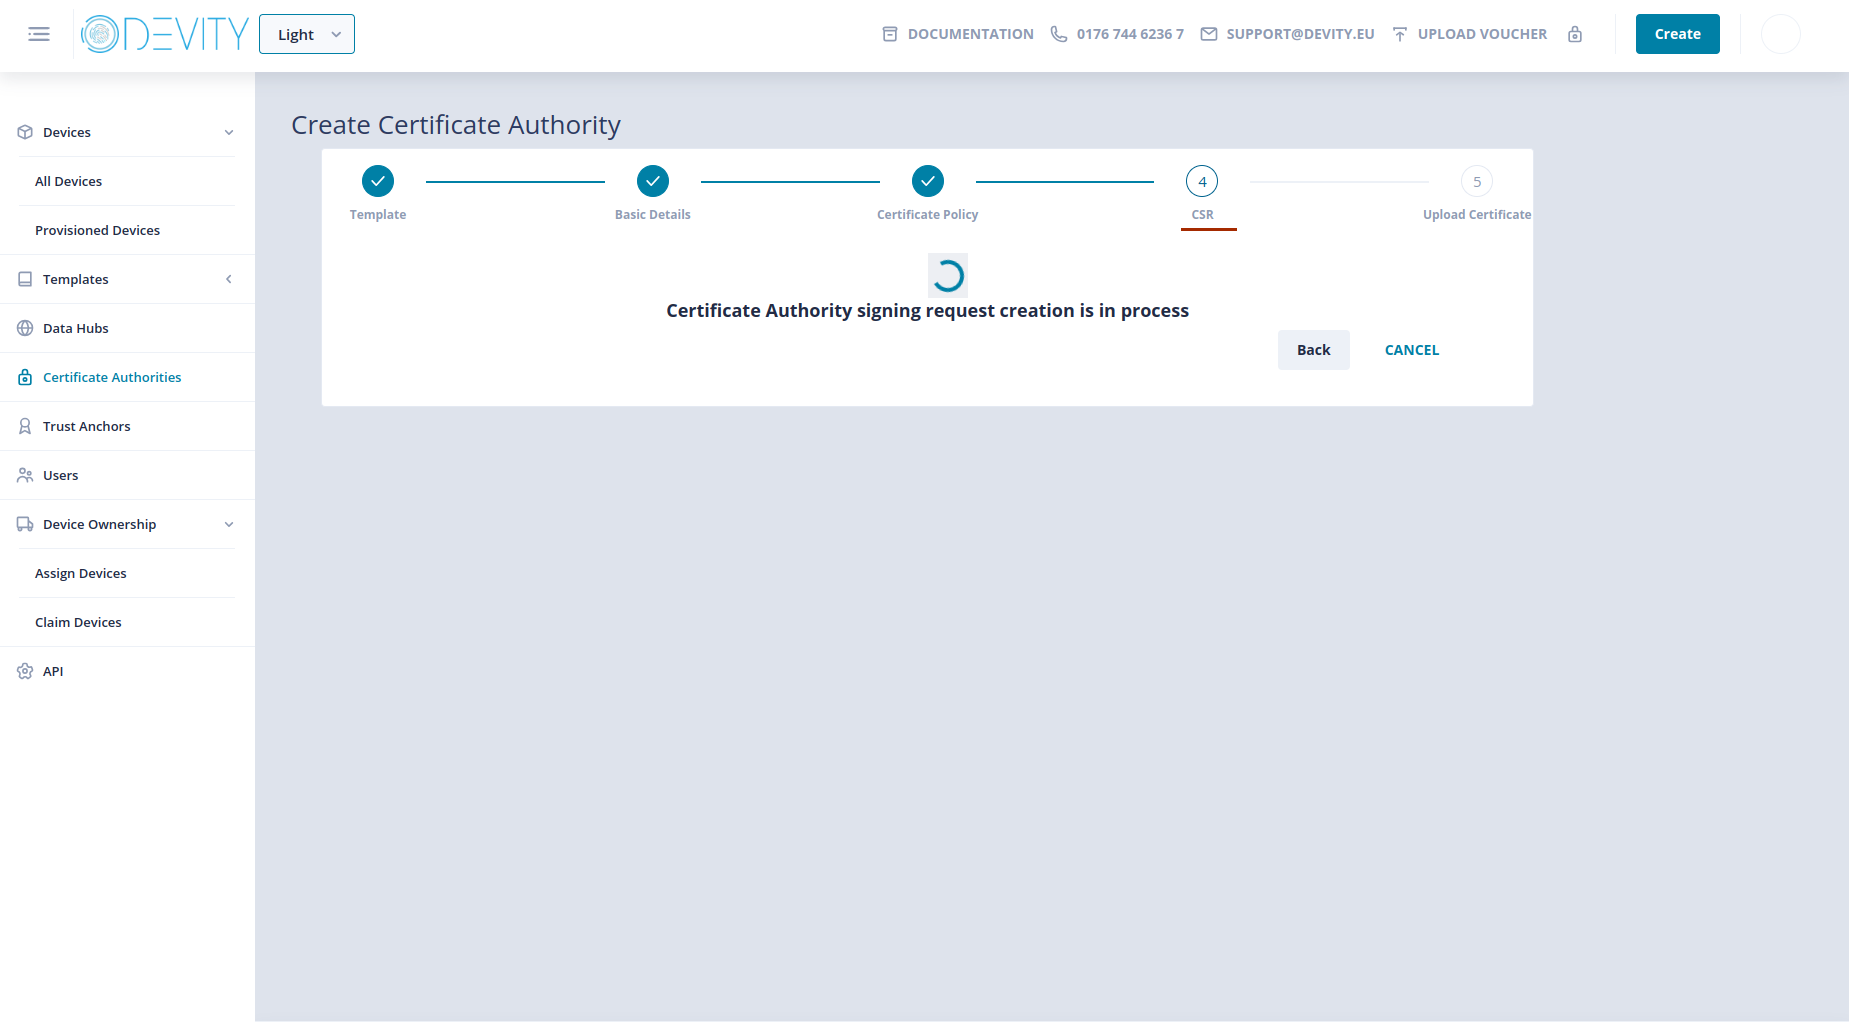 DEVITY
Light
DOCUMENTATION
0176 744 6236 7
SUPPORT@DEVITY.EU
UPLOAD VOUCHER
Create
Devices
All Devices
Provisioned Devices
Templates
Data Hubs
Certificate Authorities
Trust Anchors
Users
Device Ownership
Assign Devices
Claim Devices
API
Create Certificate Authority
4
5
Template
Basic Details
Certificate Policy
CSR
Upload Certificate
Certificate Authority signing request creation is in process
Back
CANCEL